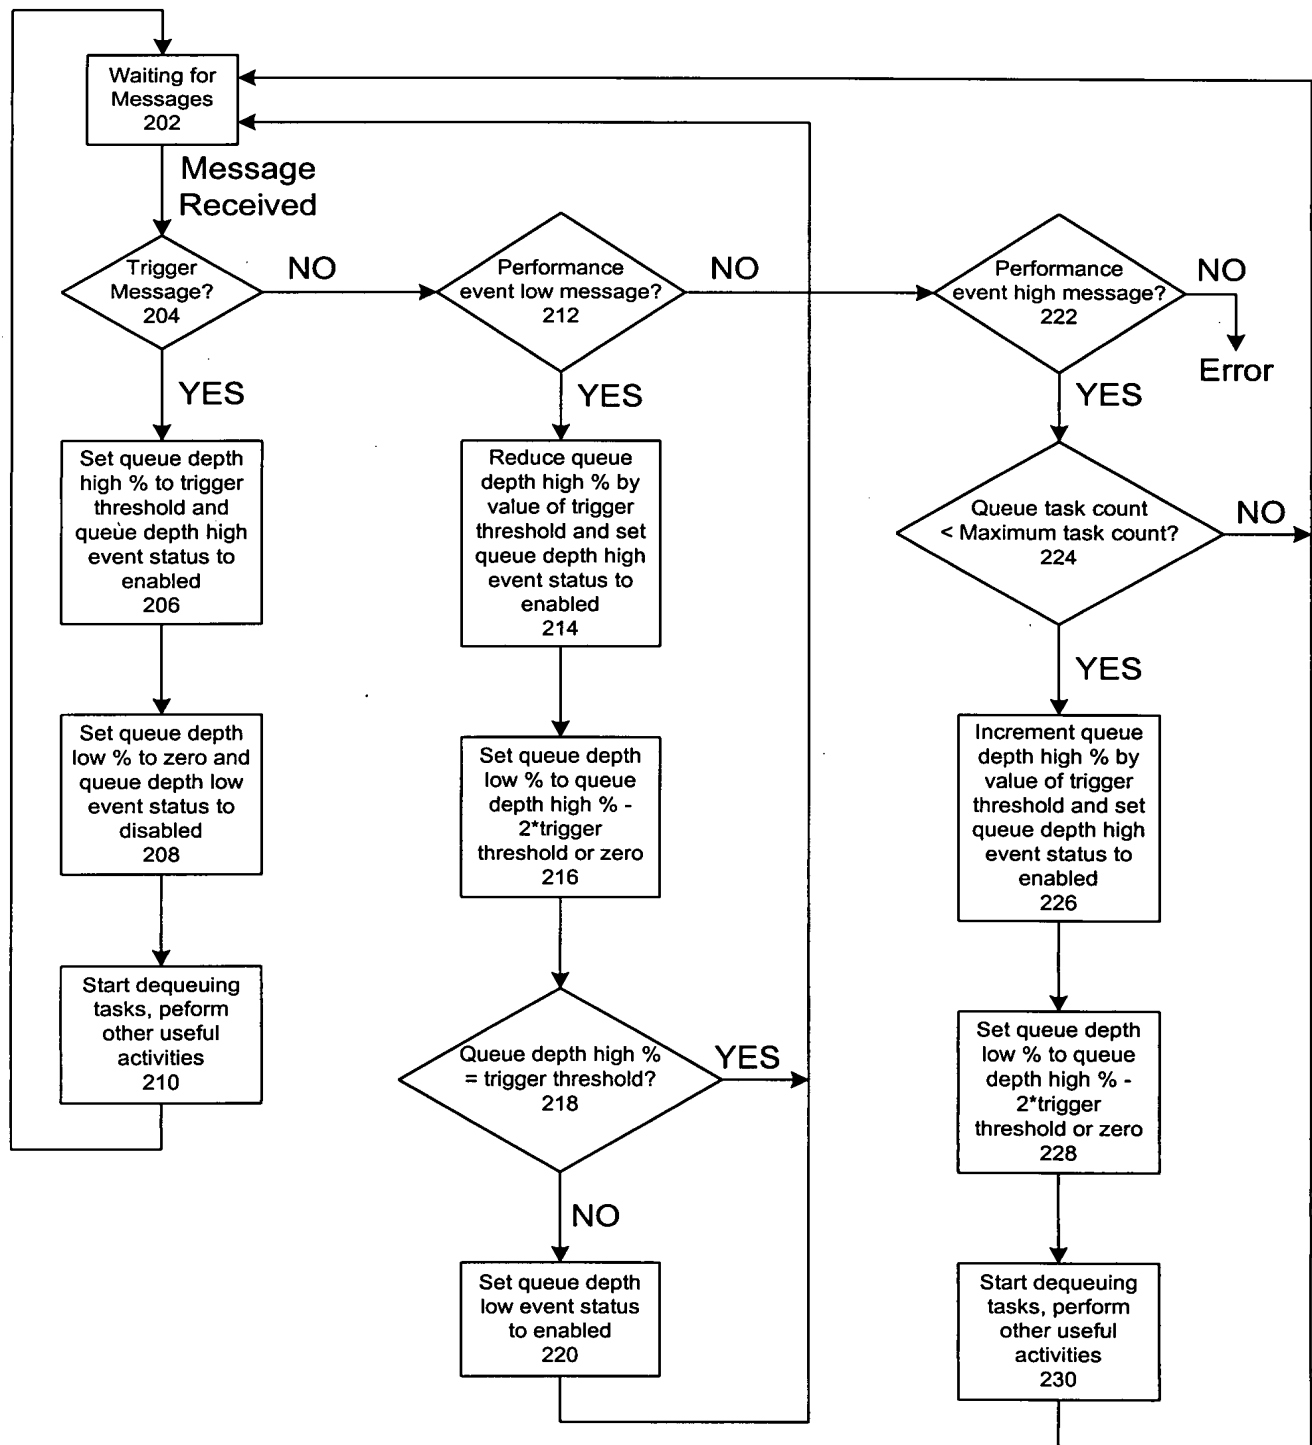 Waiting for
Messages
202
Message
Received
Trigger
Message?
204
NO
YES
Set queue depth
high % to trigger
threshold and
queue depth high
event status to
enabled
206
Set queue depth
low % to zero and
queue depth low
event status to
disabled
208
Start dequeuing
tasks, peform
other useful
activities
210
Performance
event low message?
212
NO
YES
Reduce queue
depth high % by
value of trigger
threshold and set
queue depth high
event status to
enabled
214
Set queue depth
low % to queue
depth high % -
2*trigger
threshold or zero
216
Queue depth high %
= trigger threshold?
218
YES
NO
Set queue depth
low event status
to enabled
220
Performance
event high message?
222
NO
Error
YES
Queue task count
< Maximum task count?
224
NO
YES
Increment queue
depth high % by
value of trigger
threshold and set
queue depth high
event status to
enabled
226
Set queue depth
low % to queue
depth high % -
2*trigger
threshold or zero
228
Start dequeuing
tasks, perform
other useful
activities
230